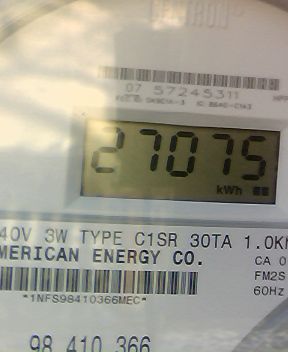 CENTRON
07 57245311
27075
kWh
40V 3W TYPE C1SR 30TA 1.0K
MERICAN ENERGY CO.
CA 0
FM2S
60Hz
*1NFS98410366MEC*
98 410 366